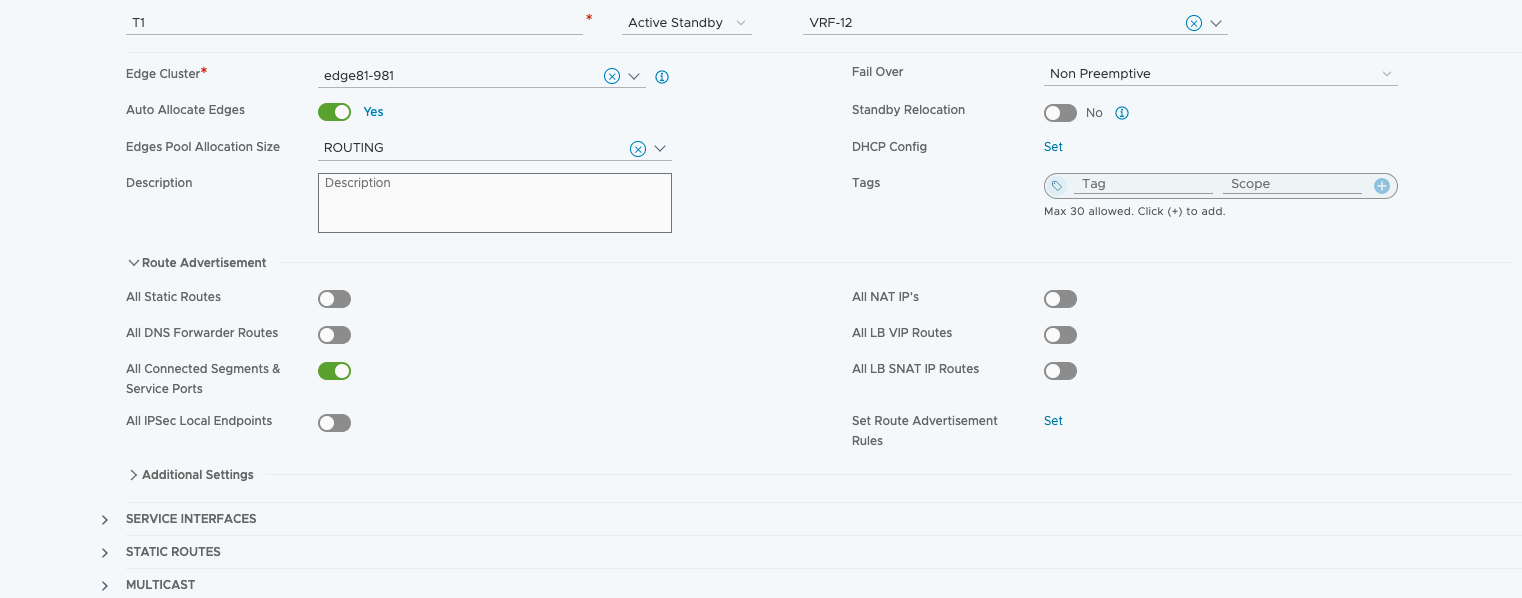 T1 * Active Standby VRF-12
Edge Cluster* edge81-981 Fail Over Non Preemptive
Auto Allocate Edges Yes Standby Relocation No
Edges Pool Allocation Size ROUTING DHCP Config Set
Description Description Tags Tag Scope
Max 30 allowed. Click (+) to add.
Route Advertisement
All Static Routes All NAT IP's
All DNS Forwarder Routes All LB VIP Routes
All Connected Segments & All LB SNAT IP Routes
Service Ports
All IPSec Local Endpoints Set Route Advertisement Set
Rules
Additional Settings
SERVICE INTERFACES
STATIC ROUTES
MULTICAST